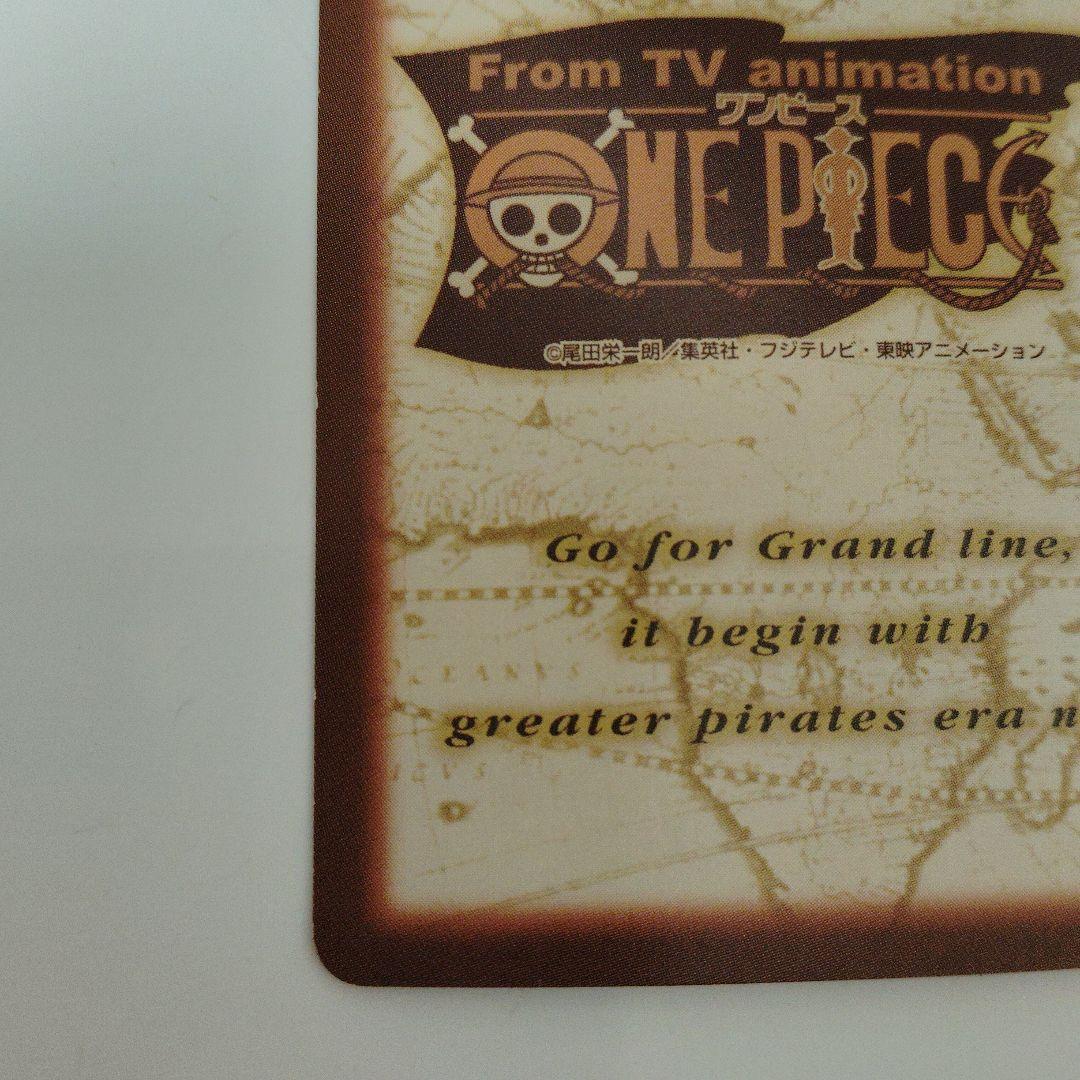 From TV animation
ワンピース
ONE PIECE
©尾田栄一朗／集英社・フジテレビ・東映アニメーション
Go for Grand line,
it begin with
greater pirates era